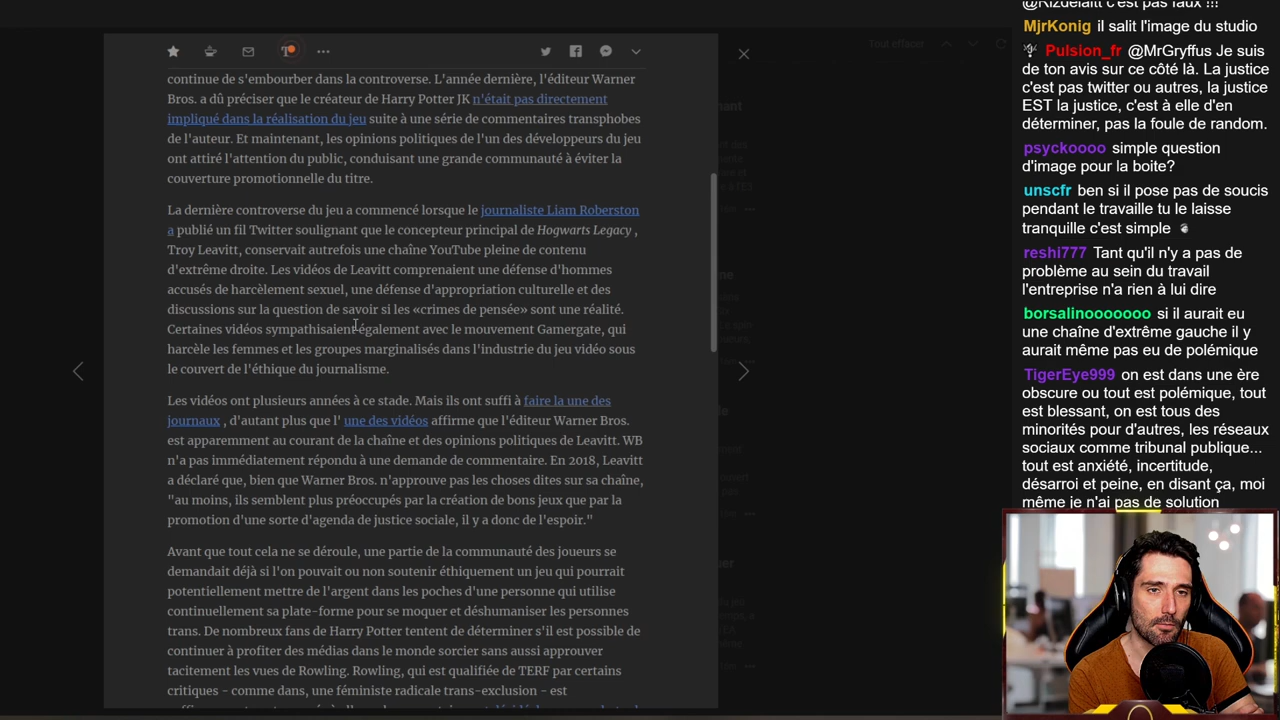 Tout effacer
continue de s'embourber dans la controverse. L'année dernière, l'éditeur Warner
Bros. a dû préciser que le créateur de Harry Potter JK n'était pas directement
impliqué dans la réalisation du jeu suite à une série de commentaires transphobes
de l'auteur. Et maintenant, les opinions politiques de l'un des développeurs du jeu
ont attiré l'attention du public, conduisant une grande communauté à éviter la
couverture promotionnelle du titre.
La dernière controverse du jeu a commencé lorsque le journaliste Liam Roberston
a publié un fil Twitter soulignant que le concepteur principal de Hogwarts Legacy ,
Troy Leavitt, conservait autrefois une chaîne YouTube pleine de contenu
d'extrême droite. Les vidéos de Leavitt comprenaient une défense d'hommes
accusés de harcèlement sexuel, une défense d'appropriation culturelle et des
discussions sur la question de savoir si les «crimes de pensée» sont une réalité.
Certaines vidéos sympathisaient également avec le mouvement Gamergate, qui
harcèle les femmes et les groupes marginalisés dans l'industrie du jeu vidéo sous
le couvert de l'éthique du journalisme.
Les vidéos ont plusieurs années à ce stade. Mais ils ont suffi à faire la une des
journaux , d'autant plus que l' une des vidéos affirme que l'éditeur Warner Bros.
est apparemment au courant de la chaîne et des opinions politiques de Leavitt. WB
n'a pas immédiatement répondu à une demande de commentaire. En 2018, Leavitt
a déclaré que, bien que Warner Bros. n'approuve pas les choses dites sur sa chaîne,
"au moins, ils semblent plus préoccupés par la création de bons jeux que par la
promotion d'une sorte d'agenda de justice sociale, il y a donc de l'espoir."
Avant que tout cela ne se déroule, une partie de la communauté des joueurs se
demandait déjà si l'on pouvait ou non soutenir éthiquement un jeu qui pourrait
potentiellement mettre de l'argent dans les poches d'une personne qui utilise
continuellement sa plate-forme pour se moquer et déshumaniser les personnes
trans. De nombreux fans de Harry Potter tentent de déterminer s'il est possible de
continuer à profiter des médias dans le monde sorcier sans aussi approuver
tacitement les vues de Rowling. Rowling, qui est qualifiée de TERF par certains
critiques - comme dans, une féministe radicale trans-exclusion - est
@Rizdelaitt c'est pas faux !!!
MjrKonig il salit l'image du studio
Pulsion_fr @MrGryffus Je suis
de ton avis sur ce côté là. La justice
c'est pas twitter ou autres, la justice
EST la justice, c'est à elle d'en
déterminer, pas la foule de random.
psyckoooo simple question
d'image pour la boite?
unscfr ben si il pose pas de soucis
pendant le travaille tu le laisse
tranquille c'est simple
reshi777 Tant qu'il n'y a pas de
problème au sein du travail
l'entreprise n'a rien à lui dire
borsalinooooooo si il aurait eu
une chaîne d'extrême gauche il y
aurait même pas eu de polémique
TigerEye999 on est dans une ère
obscure ou tout est polémique, tout
est blessant, on est tous des
minorités pour d'autres, les réseaux
sociaux comme tribunal publique...
tout est anxiété, incertitude,
désarroi et peine, en disant ça, moi
même je n'ai pas de solution